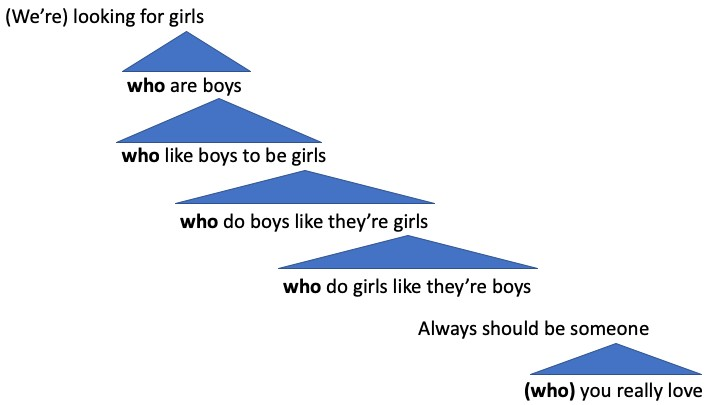 (We’re) looking for girls
who are boys
who like boys to be girls
who do boys like they’re girls
who do girls like they’re boys
Always should be someone
(who) you really love